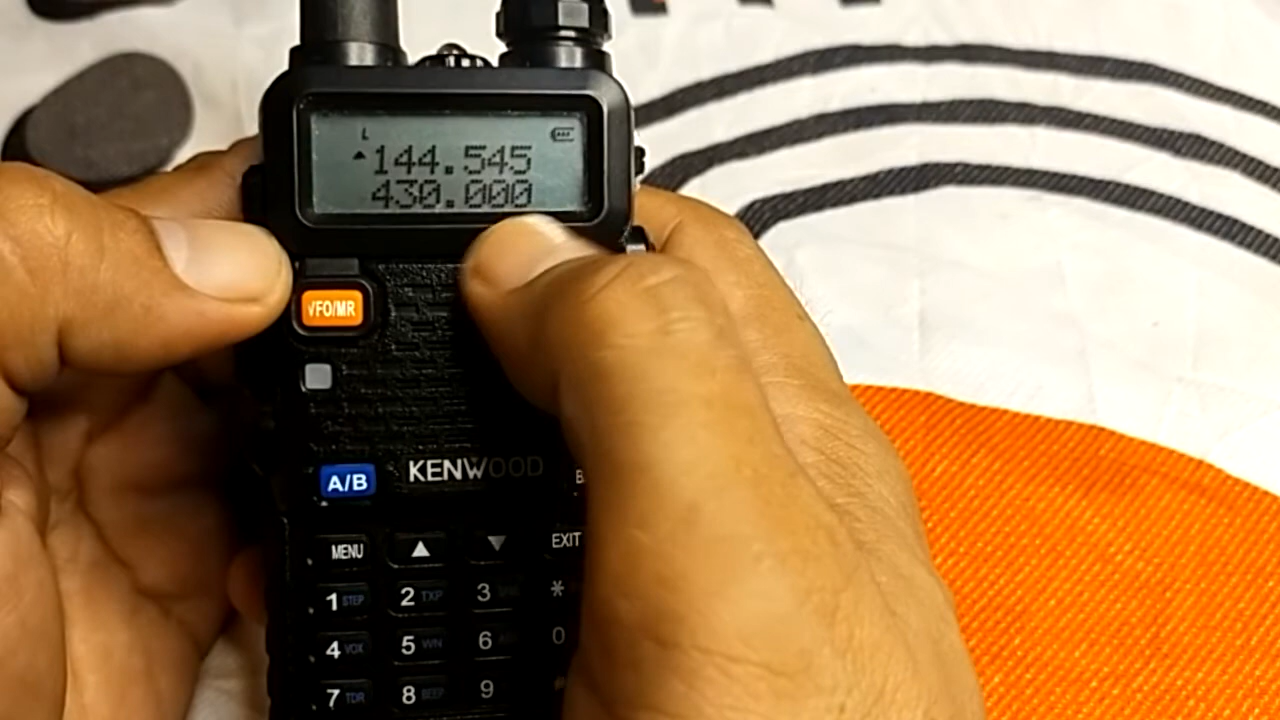 L
144.545
430.000
VFO/MR
A/B KENWOOD B
MENU EXIT
1 STEP 2 TXP 3 *
4 VOX 5 WN 6 0
7 TDR 8 BEEP 9